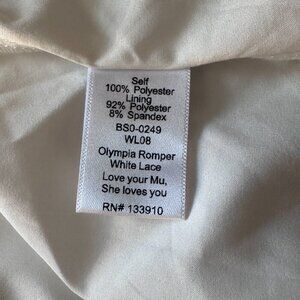 Self
100% Polyester
Lining
92% Polyester
8% Spandex
BS0-0249
WL08
Olympia Romper
White Lace
Love your Mu,
She loves you
RN# 133910